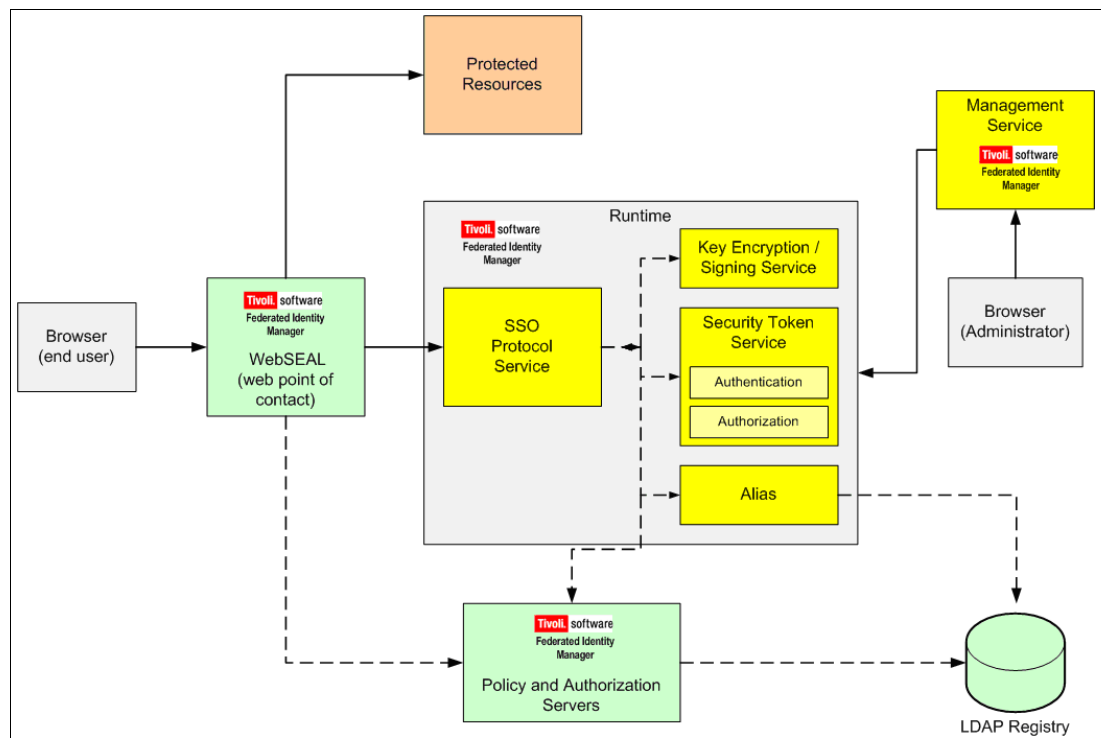 Protected
Resources
Management
Service
Tivoli. software
Federated Identity
Manager
Runtime
Tivoli. software
Federated Identity
Manager
Key Encryption /
Signing Service
Tivoli. software
Federated Identity
Manager
WebSEAL
(web point of
contact)
Browser
(end user)
SSO
Protocol
Service
Security Token
Service
Authentication
Authorization
Browser
(Administrator)
Alias
Tivoli. software
Federated Identity
Manager
Policy and Authorization
Servers
LDAP Registry